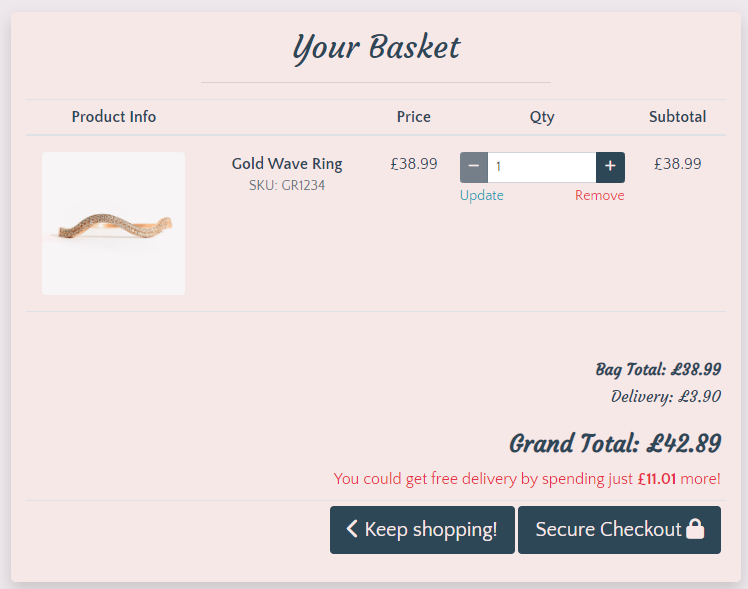 Your Basket
Product Info Price Qty Subtotal
Gold Wave Ring £38.99 − 1 + £38.99
SKU: GR1234
Update Remove
Bag Total: £38.99
Delivery: £3.90
Grand Total: £42.89
You could get free delivery by spending just £11.01 more!
Keep shopping! Secure Checkout